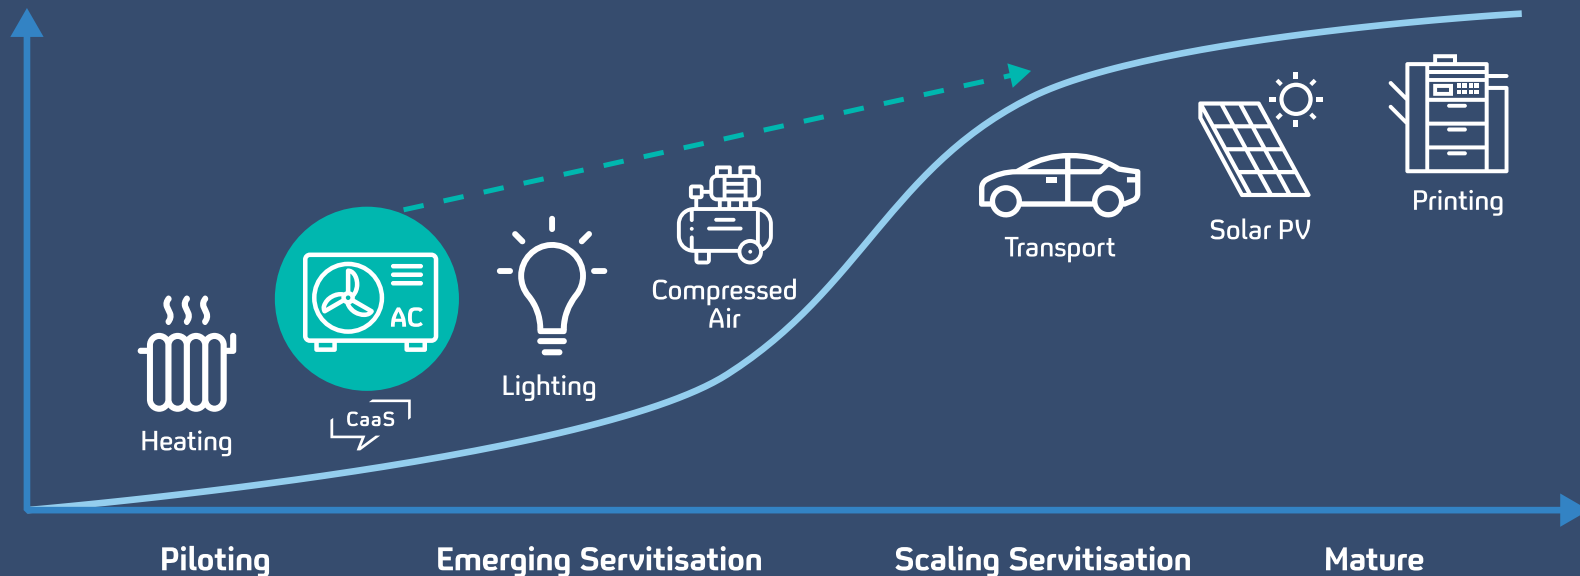 Heating
AC
CaaS
Lighting
Compressed
Air
Transport
Solar PV
Printing
Piloting
Emerging Servitisation
Scaling Servitisation
Mature